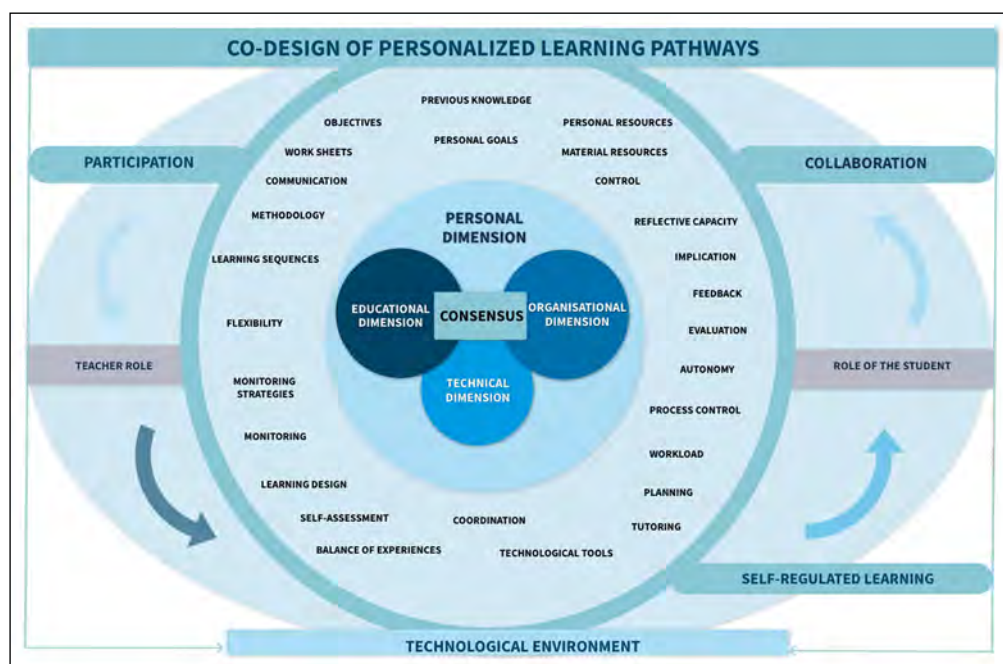 CO-DESIGN OF PERSONALIZED LEARNING PATHWAYS
PREVIOUS KNOWLEDGE
OBJECTIVES
PERSONAL RESOURCES
PERSONAL GOALS
WORK SHEETS
MATERIAL RESOURCES
PARTICIPATION
COLLABORATION
COMMUNICATION
CONTROL
METHODOLOGY
REFLECTIVE CAPACITY
PERSONAL
DIMENSION
LEARNING SEQUENCES
IMPLICATION
FEEDBACK
EDUCATIONAL
DIMENSION
CONSENSUS
ORGANISATIONAL
DIMENSION
FLEXIBILITY
EVALUATION
TEACHER ROLE
AUTONOMY
ROLE OF THE STUDENT
TECHNICAL
DIMENSION
MONITORING
STRATEGIES
PROCESS CONTROL
MONITORING
WORKLOAD
LEARNING DESIGN
PLANNING
SELF-ASSESSMENT
COORDINATION
TUTORING
BALANCE OF EXPERIENCES
TECHNOLOGICAL TOOLS
SELF-REGULATED LEARNING
TECHNOLOGICAL ENVIRONMENT